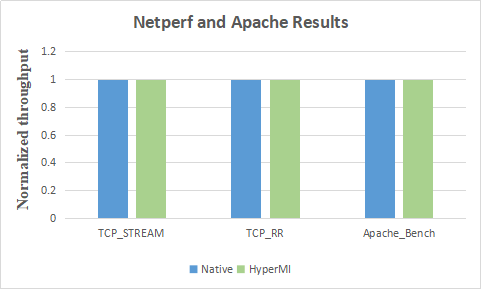 Netperf and Apache Results
Normalized throughput
1.2
1
0.8
0.6
0.4
0.2
0
TCP_STREAM TCP_RR Apache_Bench
Native HyperMI